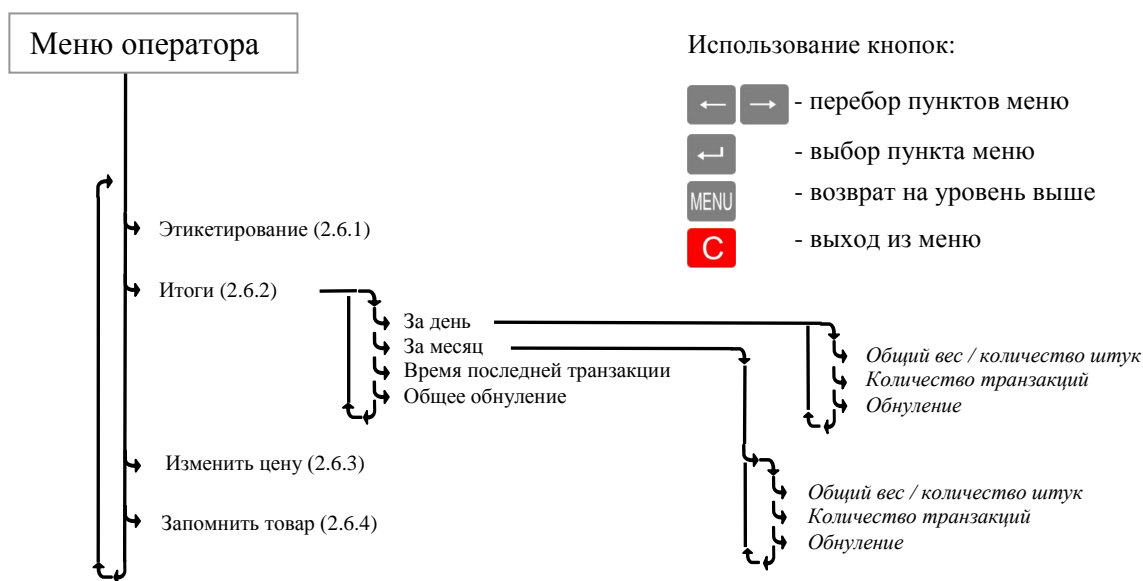 Меню оператора
Использование кнопок:
← → - перебор пунктов меню
- выбор пункта меню
MENU - возврат на уровень выше
C - выход из меню
Этикетирование (2.6.1)
Итоги (2.6.2)
За день
За месяц
Время последней транзакции
Общее обнуление
Общий вес / количество штук
Количество транзакций
Обнуление
Изменить цену (2.6.3)
Запомнить товар (2.6.4)
Общий вес / количество штук
Количество транзакций
Обнуление